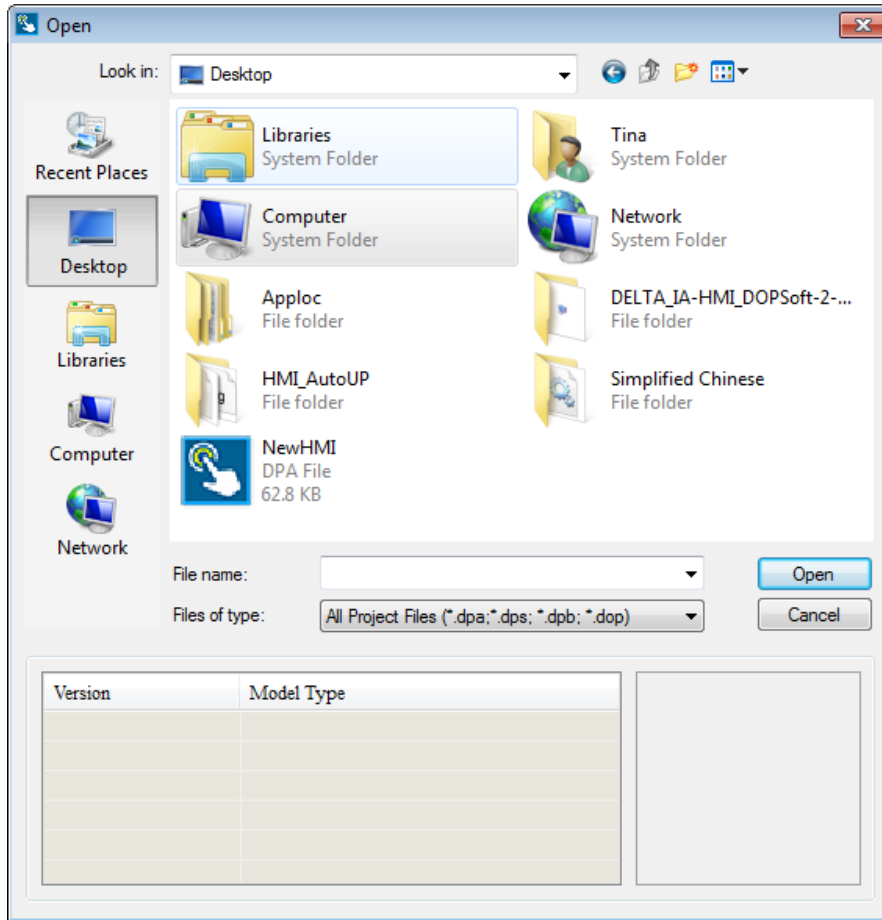 Open
Look in:
Desktop
Recent Places
Desktop
Libraries
Computer
Network
Libraries
System Folder
Tina
System Folder
Computer
System Folder
Network
System Folder
Apploc
File folder
DELTA_IA-HMI_DOPSoft-2-...
File folder
HMI_AutoUP
File folder
Simplified Chinese
File folder
NewHMI
DPA File
62.8 KB
File name:
Open
Files of type:
All Project Files (*.dpa;*.dps; *.dpb; *.dop)
Cancel
Version
Model Type